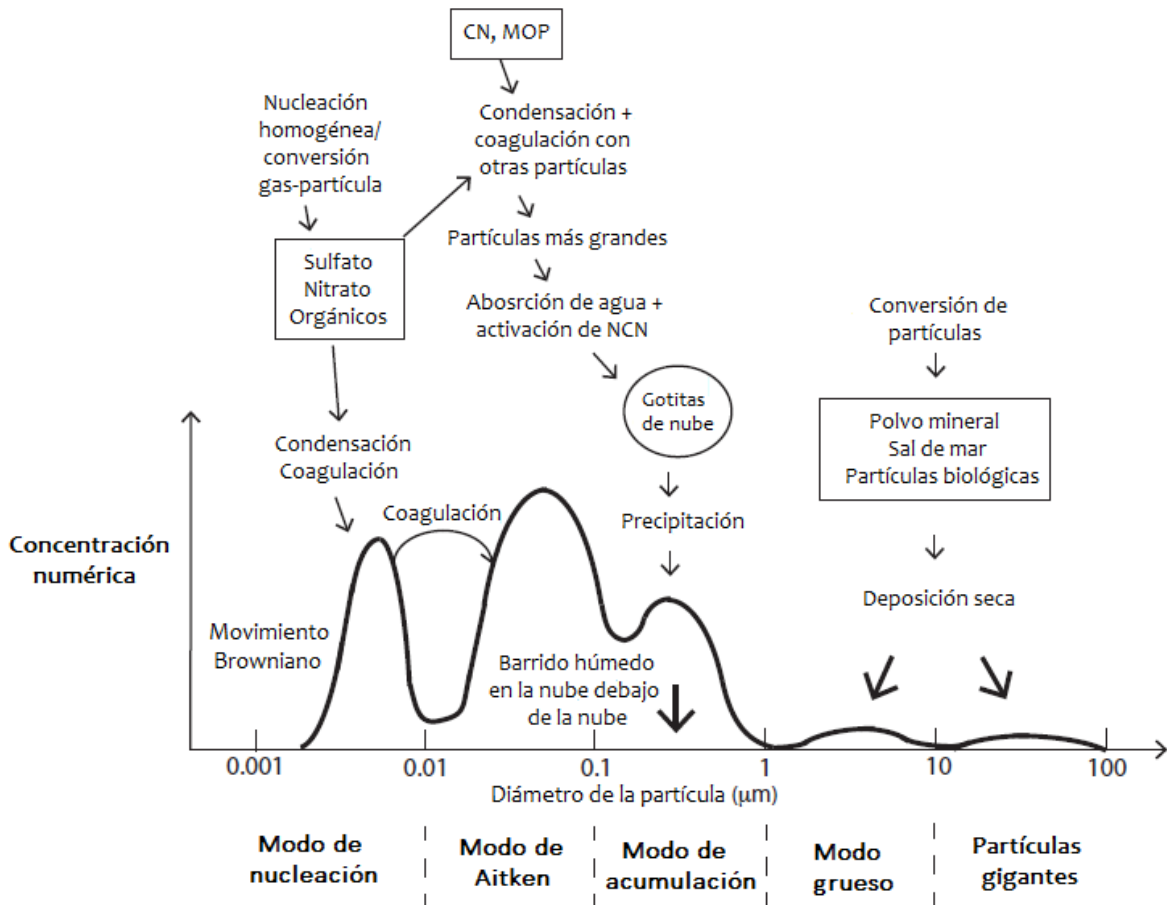 CN, MOP
Nucleación
homogénea/
conversión
gas-partícula
Condensación +
coagulación con
otras partículas
Partículas más grandes
Sulfato
Nitrato
Orgánicos
Abosrción de agua +
activación de NCN
Conversión de
partículas
Gotitas
de nube
Polvo mineral
Sal de mar
Partículas biológicas
Condensación
Coagulación
Coagulación
Precipitación
Concentración
numérica
Deposición seca
Movimiento
Browniano
Barrido húmedo
en la nube debajo
de la nube
0.001
0.01
0.1
1
10
100
Diámetro de la partícula (μm)
Modo de
nucleación
Modo de
Aitken
Modo de
acumulación
Modo
grueso
Partículas
gigantes